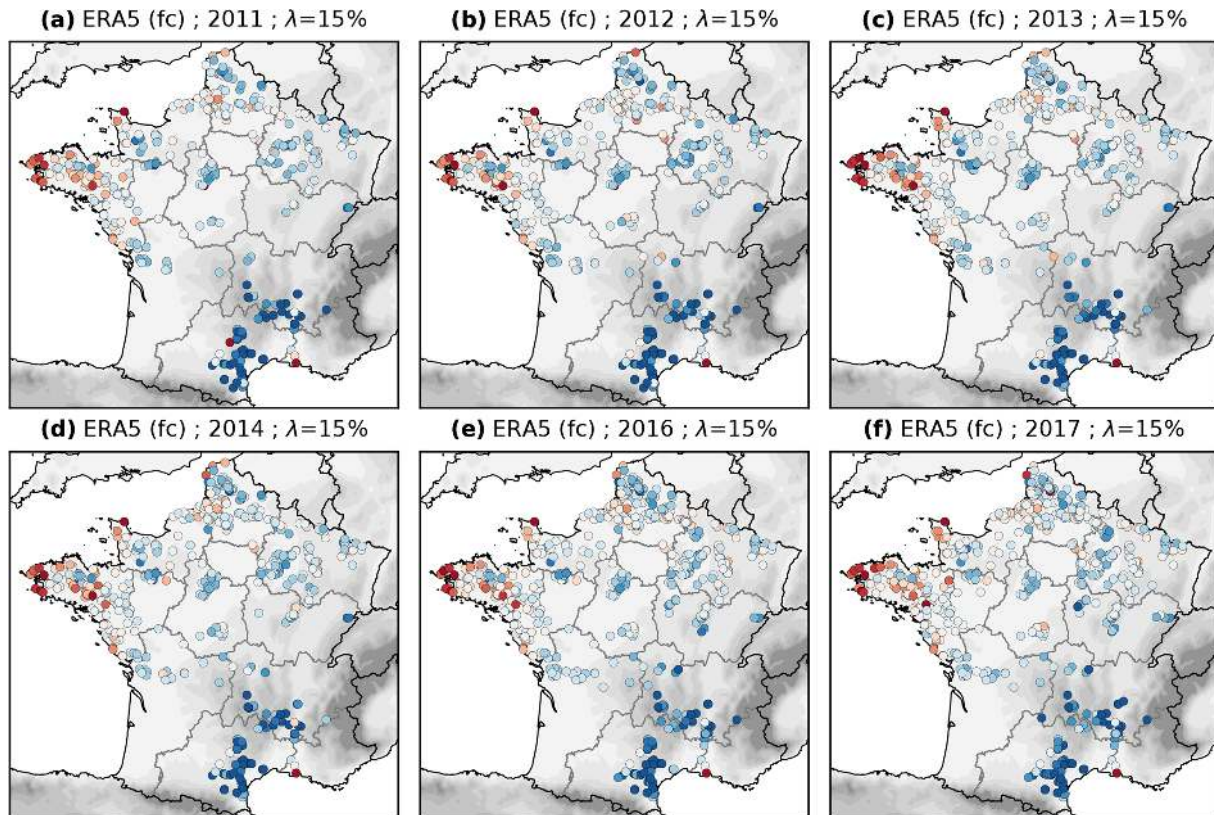 (a) ERA5 (fc) ; 2011 ; λ=15%
(b) ERA5 (fc) ; 2012 ; λ=15%
(c) ERA5 (fc) ; 2013 ; λ=15%
(d) ERA5 (fc) ; 2014 ; λ=15%
(e) ERA5 (fc) ; 2016 ; λ=15%
(f) ERA5 (fc) ; 2017 ; λ=15%